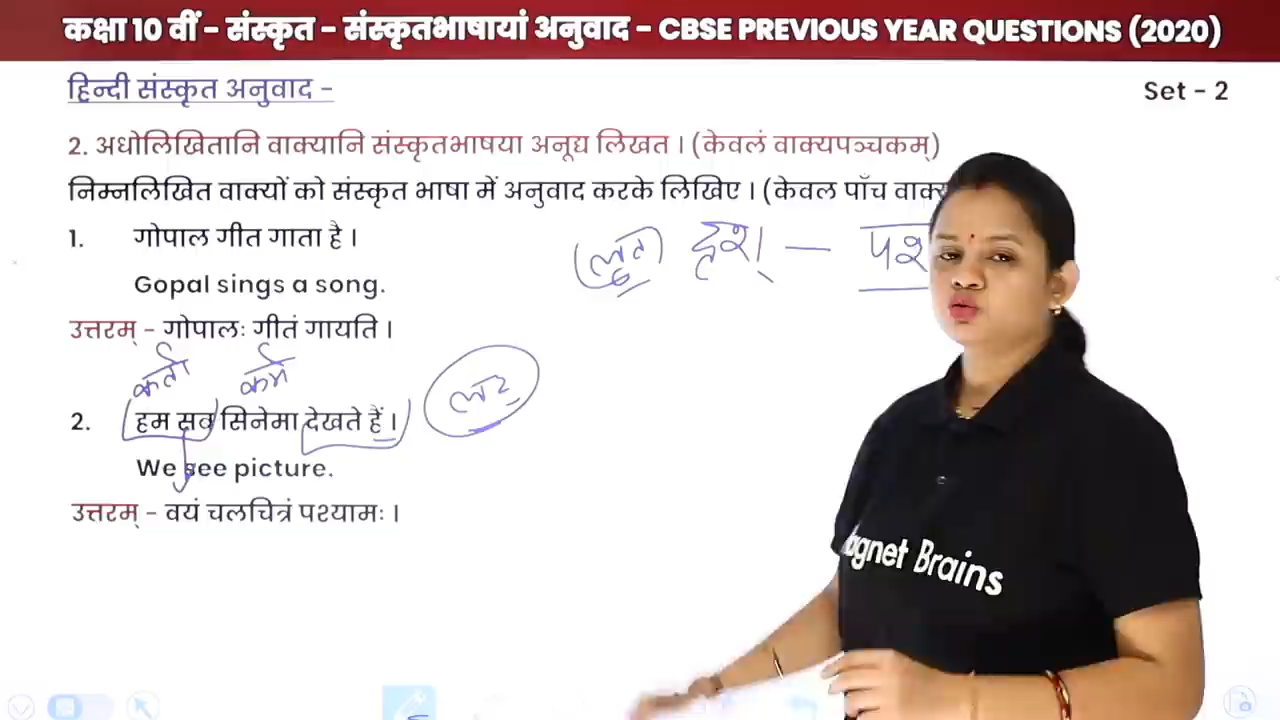 कक्षा 10 वीं - संस्कृत - संस्कृतभाषायां अनुवाद - CBSE PREVIOUS YEAR QUESTIONS (2020)
हिन्दी संस्कृत अनुवाद -
Set - 2
2. अधोलिखितानि वाक्यानि संस्कृतभाषया अनूद्य लिखत । (केवलं वाक्यपञ्चकम्)
निम्नलिखित वाक्यों को संस्कृत भाषा में अनुवाद करके लिखिए । (केवल पाँच
1. गोपाल गीत गाता है ।
दृश् —
Gopal sings a song.
उत्तरम् - गोपालः गीतं गायति ।
कर्ता कर्म
लट्
2. हम सब सिनेमा देखते हैं ।
We see picture.
उत्तरम् - वयं चलचित्रं पश्यामः ।
agnet Brains